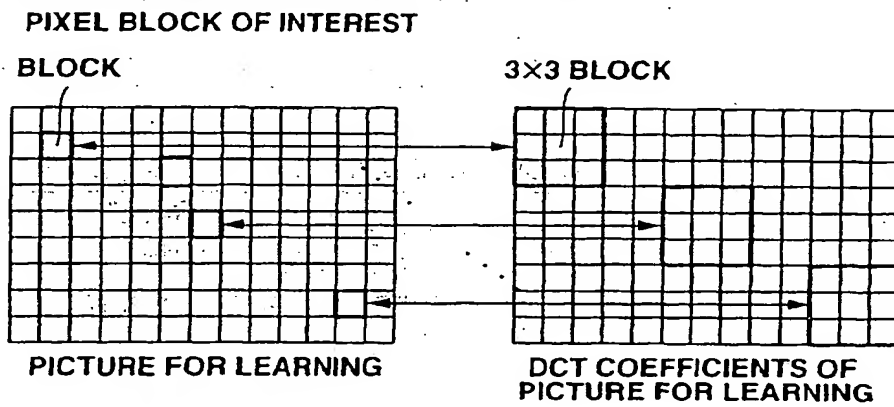 PIXEL BLOCK OF INTEREST
BLOCK
3×3 BLOCK
PICTURE FOR LEARNING
DCT COEFFICIENTS OF
PICTURE FOR LEARNING